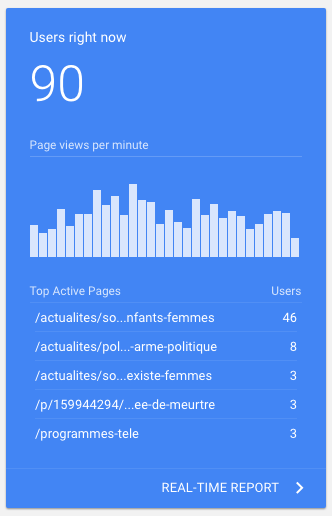 Users right now
90
Page views per minute
Top Active Pages Users
/actualites/so...nfants-femmes 46
/actualites/pol...-arme-politique 8
/actualites/so...existe-femmes 3
/p/159944294/...ee-de-meurtre 3
/programmes-tele 3
REAL-TIME REPORT